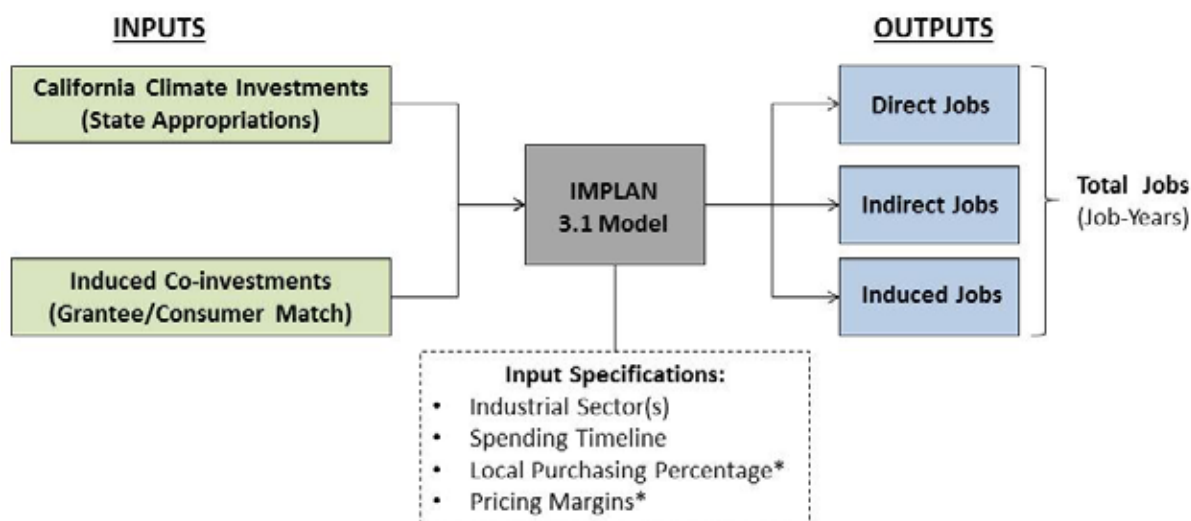 INPUTS
OUTPUTS
California Climate Investments
(State Appropriations)
Induced Co-investments
(Grantee/Consumer Match)
IMPLAN
3.1 Model
Input Specifications:
• Industrial Sector(s)
• Spending Timeline
• Local Purchasing Percentage*
• Pricing Margins*
Direct Jobs
Indirect Jobs
Induced Jobs
Total Jobs
(Job-Years)